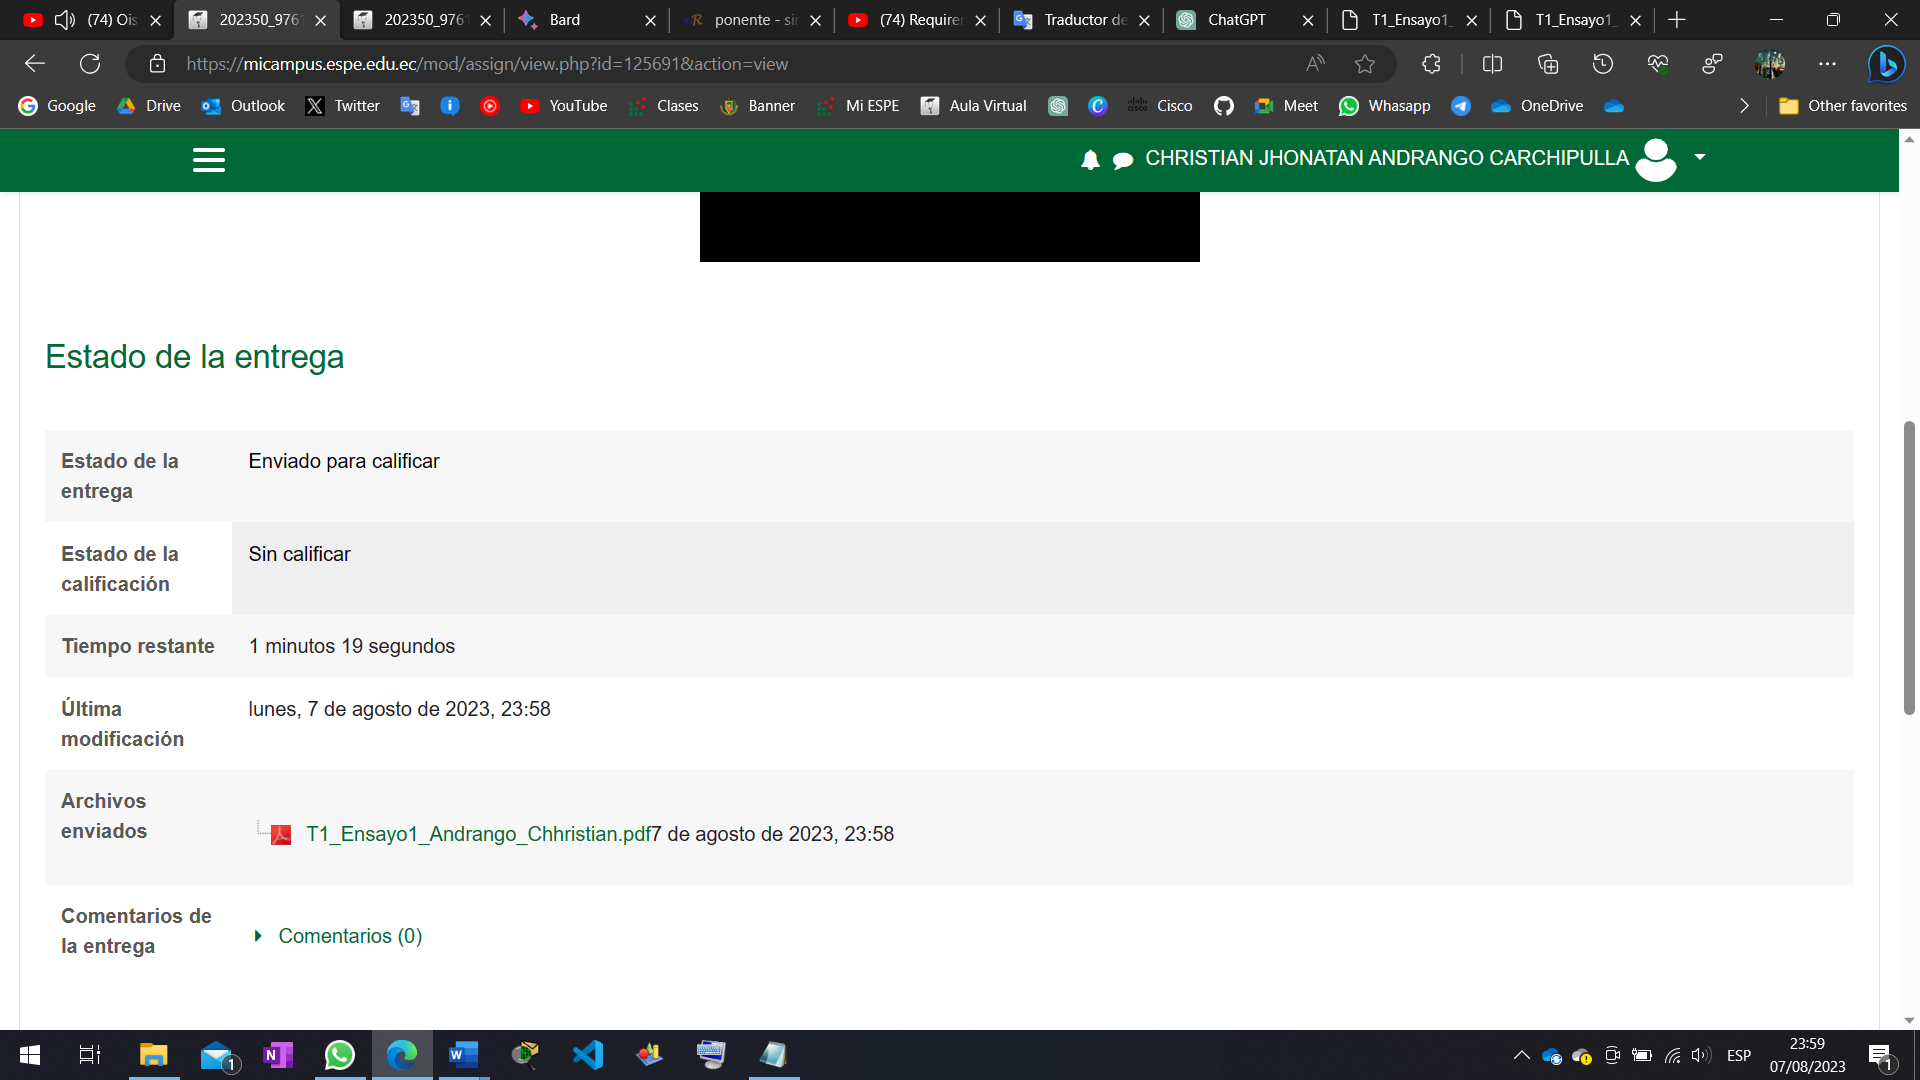 (74) Ois
202350_976
202350_976
Bard
ponente - si
(74) Requirer
Traductor de
ChatGPT
T1_Ensayo1_
T1_Ensayo1_
https://micampus.espe.edu.ec/mod/assign/view.php?id=125691&action=view
Google
Drive
Outlook
Twitter
YouTube
Clases
Banner
Mi ESPE
Aula Virtual
Cisco
Meet
Whasapp
OneDrive
Other favorites
CHRISTIAN JHONATAN ANDRANGO CARCHIPULLA
Estado de la entrega
Estado de la
entrega
Enviado para calificar
Estado de la
calificación
Sin calificar
Tiempo restante
1 minutos 19 segundos
Última
modificación
lunes, 7 de agosto de 2023, 23:58
Archivos
enviados
T1_Ensayo1_Andrango_Chhristian.pdf7 de agosto de 2023, 23:58
Comentarios de
la entrega
Comentarios (0)
1
ESP
23:59
07/08/2023
1